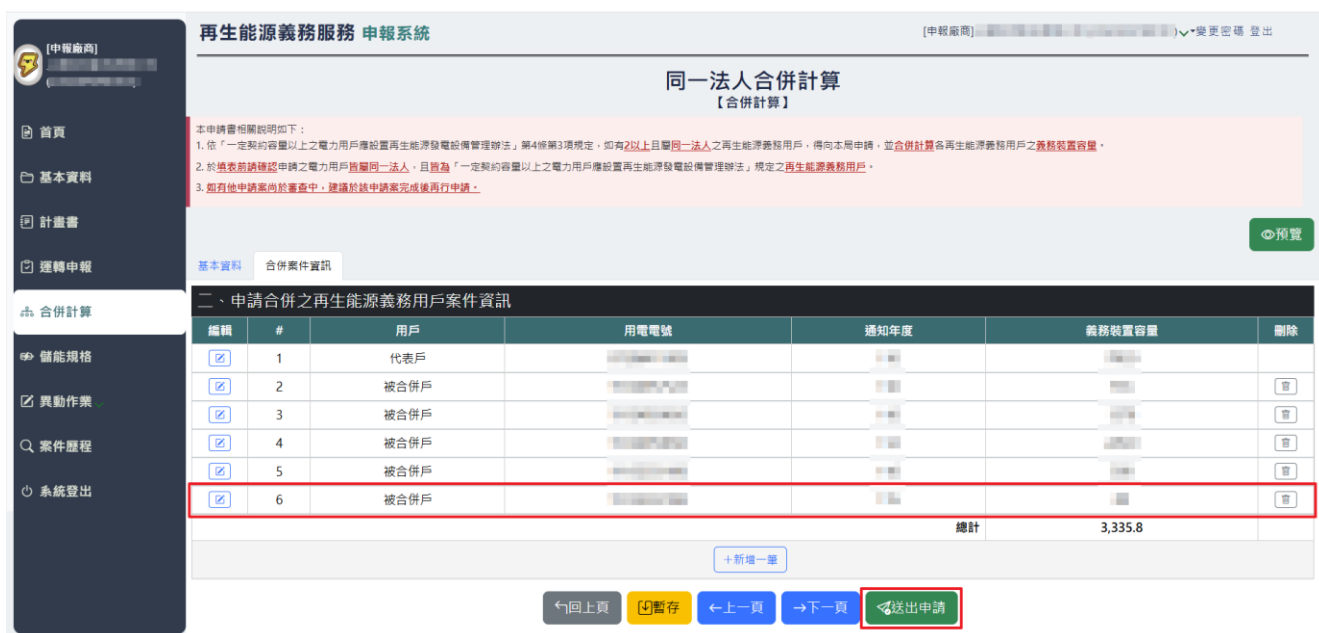 再生能源義務服務 申報系統
[申報廠商] )變更密碼 登出
[申報廠商]
同一法人合併計算
【合併計算】
本申請書相關說明如下：
1. 依「一定契約容量以上之電力用戶應設置再生能源發電設備管理辦法」第4條第3項規定，如有2以上且屬同一法人之再生能源義務用戶，得向本局申請，並合併計算各再生能源義務用戶之義務裝置容量。
2. 於填表前請確認申請之電力用戶皆屬同一法人，且皆為「一定契約容量以上之電力用戶應設置再生能源發電設備管理辦法」規定之再生能源義務用戶。
3. 如有他申請案尚於審查中，建議於該申請案完成後再行申請。
首頁
基本資料
計畫書
運轉申報
合併計算
儲能規格
異動作業
案件歷程
系統登出
預覽
基本資料 合併案件資訊
二、申請合併之再生能源義務用戶案件資訊
編輯 # 用戶 用電電號 通知年度 義務裝置容量 刪除
1 代表戶
2 被合併戶
3 被合併戶
4 被合併戶
5 被合併戶
6 被合併戶
總計 3,335.8
＋新增一筆
回上頁 暫存 ←上一頁 →下一頁 送出申請